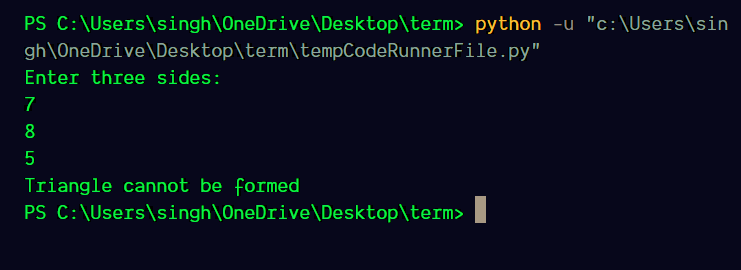 PS C:\Users\singh\OneDrive\Desktop\term> python -u "c:\Users\sin
gh\OneDrive\Desktop\term\tempCodeRunnerFile.py"
Enter three sides:
7
8
5
Triangle cannot be formed
PS C:\Users\singh\OneDrive\Desktop\term>